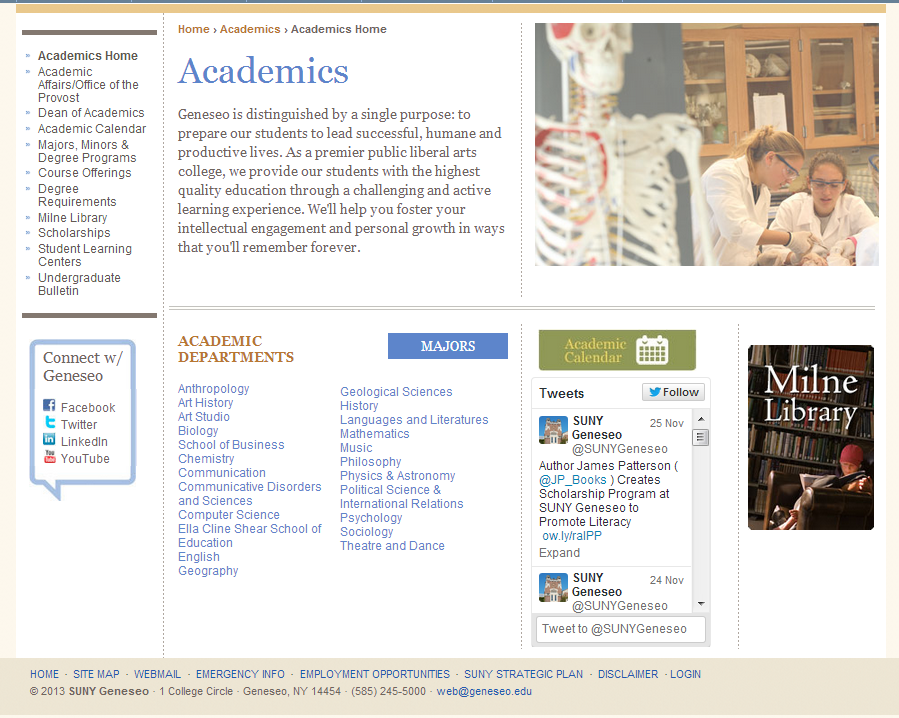 Home › Academics › Academics Home
» Academics Home
» Academic
Affairs/Office of the
Provost
» Dean of Academics
» Academic Calendar
» Majors, Minors &
Degree Programs
» Course Offerings
» Degree
Requirements
» Milne Library
» Scholarships
» Student Learning
Centers
» Undergraduate
Bulletin
Connect w/
Geneseo
Facebook
Twitter
LinkedIn
YouTube
Academics
Geneseo is distinguished by a single purpose: to
prepare our students to lead successful, humane and
productive lives. As a premier public liberal arts
college, we provide our students with the highest
quality education through a challenging and active
learning experience. We'll help you foster your
intellectual engagement and personal growth in ways
that you'll remember forever.
ACADEMIC
DEPARTMENTS
MAJORS
Anthropology
Art History
Art Studio
Biology
School of Business
Chemistry
Communication
Communicative Disorders
and Sciences
Computer Science
Ella Cline Shear School of
Education
English
Geography
Geological Sciences
History
Languages and Literatures
Mathematics
Music
Philosophy
Physics & Astronomy
Political Science &
International Relations
Psychology
Sociology
Theatre and Dance
Academic
Calendar
Tweets
Follow
SUNY 25 Nov
Geneseo
@SUNYGeneseo
Author James Patterson (
@JP_Books ) Creates
Scholarship Program at
SUNY Geneseo to
Promote Literacy
ow.ly/ralPP
Expand
SUNY 24 Nov
Geneseo
@SUNYGeneseo
Tweet to @SUNYGeneseo
Milne
Library
HOME · SITE MAP · WEBMAIL · EMERGENCY INFO · EMPLOYMENT OPPORTUNITIES · SUNY STRATEGIC PLAN · DISCLAIMER · LOGIN
© 2013 SUNY Geneseo · 1 College Circle · Geneseo, NY 14454 · (585) 245-5000 · web@geneseo.edu